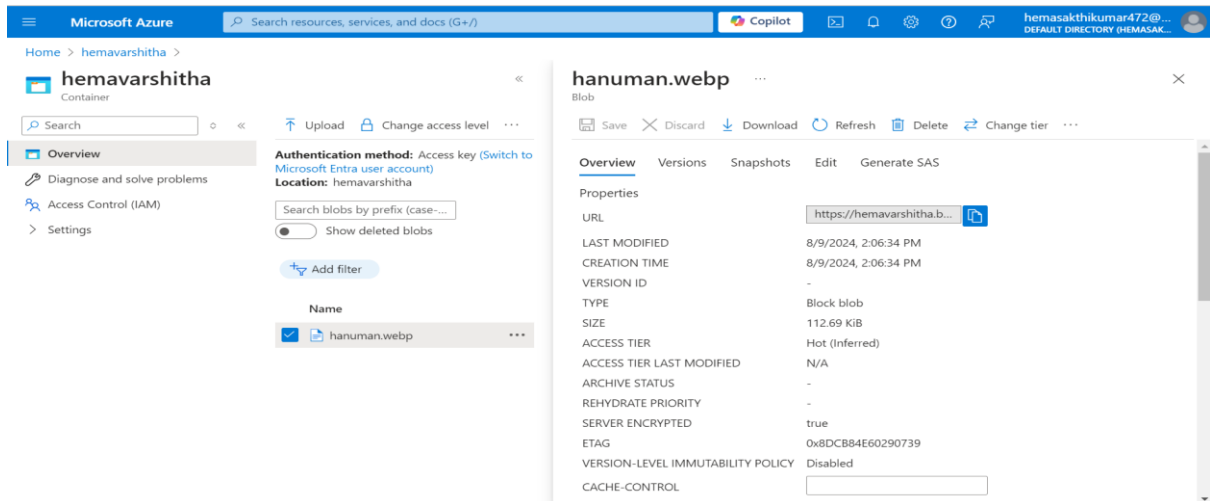 Microsoft Azure
Search resources, services, and docs (G+/)
Copilot
hemasakthikumar472@...
DEFAULT DIRECTORY (HEMASAK...
Home > hemavarshitha >
hemavarshitha
Container
Search
Overview
Diagnose and solve problems
Access Control (IAM)
Settings
Upload
Change access level
Authentication method: Access key (Switch to
Microsoft Entra user account)
Location: hemavarshitha
Search blobs by prefix (case-...
Show deleted blobs
Add filter
Name
hanuman.webp
hanuman.webp ...
Blob
Save Discard Download Refresh Delete Change tier ...
Overview Versions Snapshots Edit Generate SAS
Properties
URL https://hemavarshitha.b...
LAST MODIFIED 8/9/2024, 2:06:34 PM
CREATION TIME 8/9/2024, 2:06:34 PM
VERSION ID -
TYPE Block blob
SIZE 112.69 KiB
ACCESS TIER Hot (Inferred)
ACCESS TIER LAST MODIFIED N/A
ARCHIVE STATUS -
REHYDRATE PRIORITY -
SERVER ENCRYPTED true
ETAG 0x8DCB84E60290739
VERSION-LEVEL IMMUTABILITY POLICY Disabled
CACHE-CONTROL